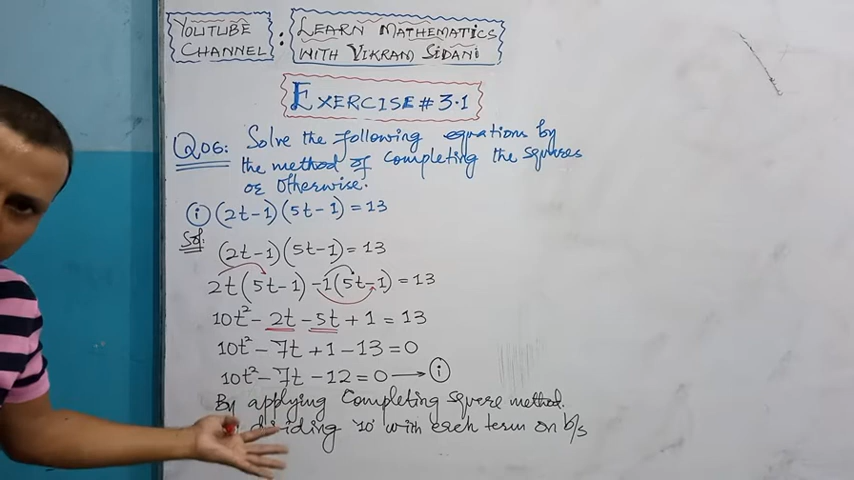 YOUTUBE CHANNEL : LEARN MATHEMATICS WITH VIKRAM SIDANI
EXERCISE # 3.1
Q06: Solve the following equations by
the method of completing the squares
or otherwise.
(i) (2t-1)(5t-1) = 13
Sol:
(2t-1)(5t-1) = 13
2t(5t-1) -1(5t-1) = 13
10t² - 2t - 5t + 1 = 13
10t² - 7t + 1 - 13 = 0
10t² - 7t - 12 = 0 → (i)
By applying Completing square method.
dividing '10' with each term on b/s